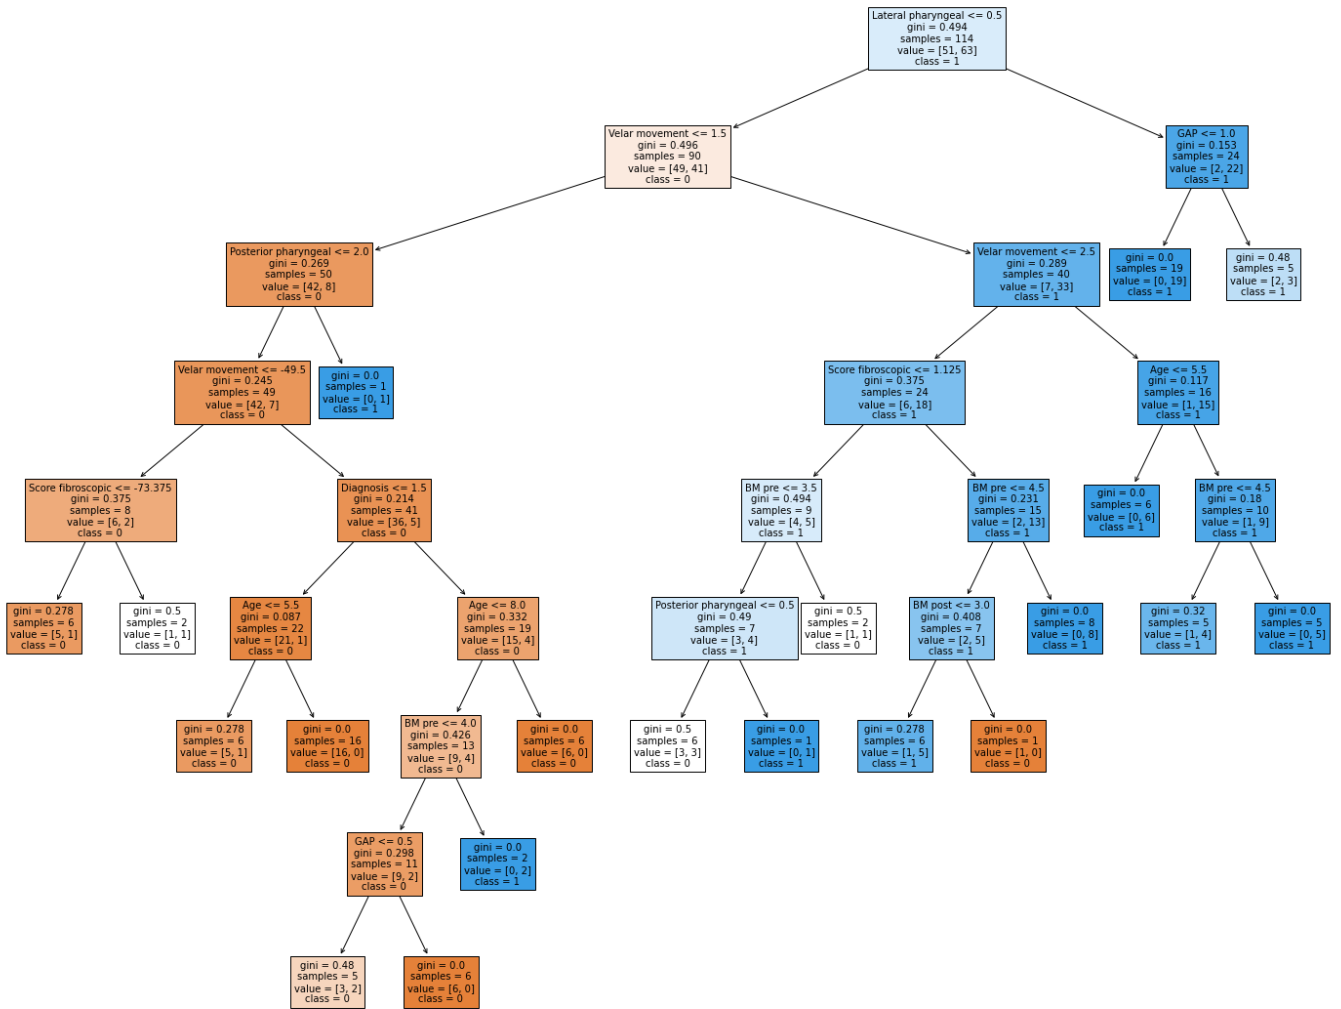 Lateral pharyngeal <= 0.5
gini = 0.494
samples = 114
value = [51, 63]
class = 1
Velar movement <= 1.5
gini = 0.496
samples = 90
value = [49, 41]
class = 0
GAP <= 1.0
gini = 0.153
samples = 24
value = [2, 22]
class = 1
Posterior pharyngeal <= 2.0
gini = 0.269
samples = 50
value = [42, 8]
class = 0
Velar movement <= 2.5
gini = 0.289
samples = 40
value = [7, 33]
class = 1
gini = 0.0
samples = 19
value = [0, 19]
class = 1
gini = 0.48
samples = 5
value = [2, 3]
class = 1
Velar movement <= -49.5
gini = 0.245
samples = 49
value = [42, 7]
class = 0
gini = 0.0
samples = 1
value = [0, 1]
class = 1
Score fibroscopic <= 1.125
gini = 0.375
samples = 24
value = [6, 18]
class = 1
Age <= 5.5
gini = 0.117
samples = 16
value = [1, 15]
class = 1
Score fibroscopic <= -73.375
gini = 0.375
samples = 8
value = [6, 2]
class = 0
Diagnosis <= 1.5
gini = 0.214
samples = 41
value = [36, 5]
class = 0
BM pre <= 3.5
gini = 0.494
samples = 9
value = [4, 5]
class = 1
BM pre <= 4.5
gini = 0.231
samples = 15
value = [2, 13]
class = 1
gini = 0.0
samples = 6
value = [0, 6]
class = 1
BM pre <= 4.5
gini = 0.18
samples = 10
value = [1, 9]
class = 1
gini = 0.278
samples = 6
value = [5, 1]
class = 0
gini = 0.5
samples = 2
value = [1, 1]
class = 0
Age <= 5.5
gini = 0.087
samples = 22
value = [21, 1]
class = 0
Age <= 8.0
gini = 0.332
samples = 19
value = [15, 4]
class = 0
Posterior pharyngeal <= 0.5
gini = 0.49
samples = 7
value = [3, 4]
class = 1
gini = 0.5
samples = 2
value = [1, 1]
class = 0
BM post <= 3.0
gini = 0.408
samples = 7
value = [2, 5]
class = 1
gini = 0.0
samples = 8
value = [0, 8]
class = 1
gini = 0.32
samples = 5
value = [1, 4]
class = 1
gini = 0.0
samples = 5
value = [0, 5]
class = 1
gini = 0.278
samples = 6
value = [5, 1]
class = 0
gini = 0.0
samples = 16
value = [16, 0]
class = 0
BM pre <= 4.0
gini = 0.426
samples = 13
value = [9, 4]
class = 0
gini = 0.0
samples = 6
value = [6, 0]
class = 0
gini = 0.5
samples = 6
value = [3, 3]
class = 0
gini = 0.0
samples = 1
value = [0, 1]
class = 1
gini = 0.278
samples = 6
value = [1, 5]
class = 1
gini = 0.0
samples = 1
value = [1, 0]
class = 0
GAP <= 0.5
gini = 0.298
samples = 11
value = [9, 2]
class = 0
gini = 0.0
samples = 2
value = [0, 2]
class = 1
gini = 0.48
samples = 5
value = [3, 2]
class = 0
gini = 0.0
samples = 6
value = [6, 0]
class = 0